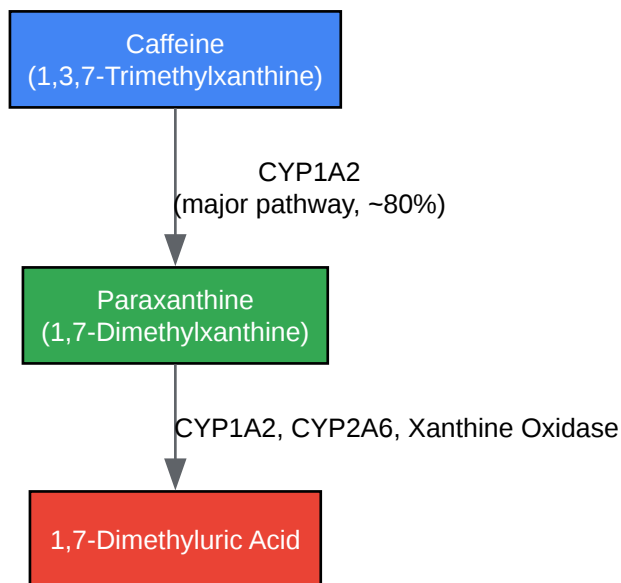 Caffeine
(1,3,7-Trimethylxanthine)
CYP1A2
(major pathway, ~80%)
Paraxanthine
(1,7-Dimethylxanthine)
CYP1A2, CYP2A6, Xanthine Oxidase
1,7-Dimethyluric Acid